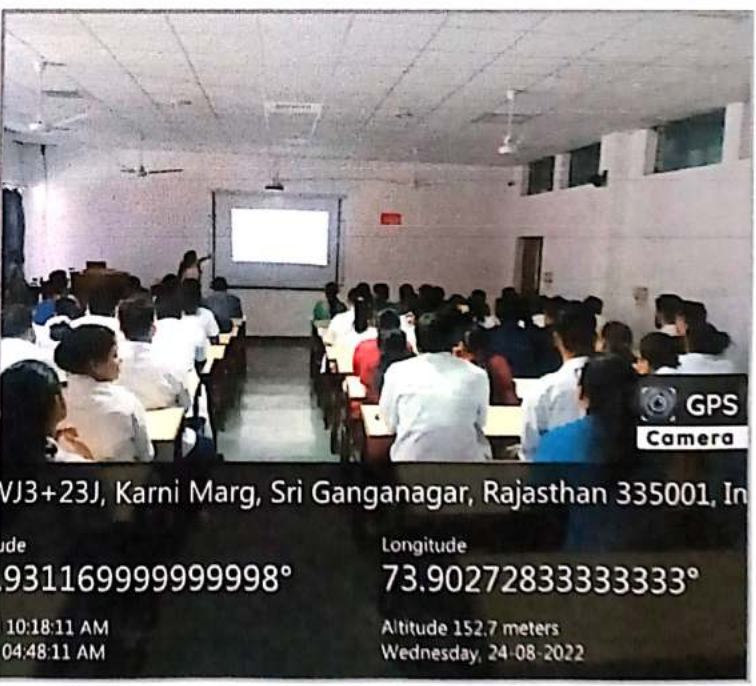 GPS
Camera
VJ3+23J, Karni Marg, Sri Ganganagar, Rajasthan 335001, In
ude
.931169999999998°
Longitude
73.90272833333333°
10:18:11 AM
04:48:11 AM
Altitude 152.7 meters
Wednesday, 24-08-2022